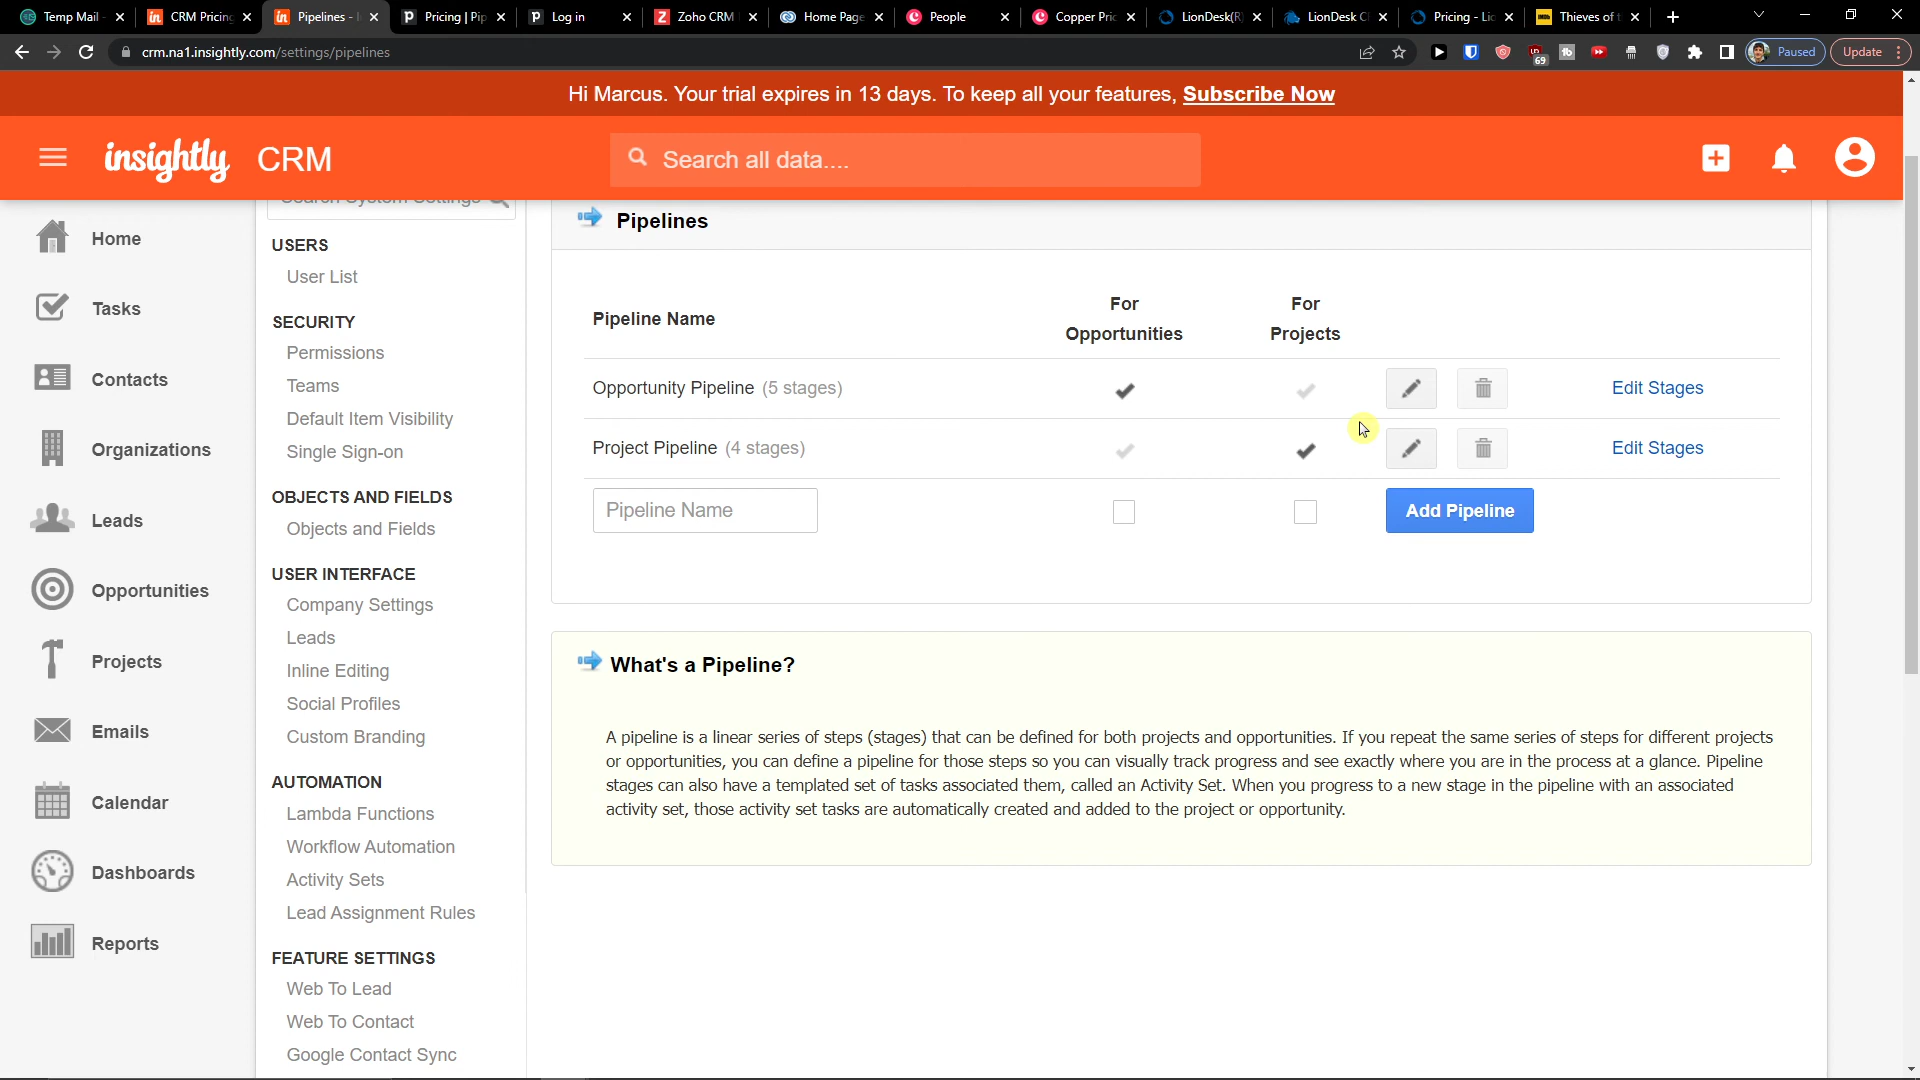 Temp Mail -
CRM Pricing
Pipelines - I
Pricing | Pip
Log in
Zoho CRM
Home Page
People
Copper Pric
LionDesk(R
LionDesk C
Pricing - Lio
Thieves of t
crm.na1.insightly.com/settings/pipelines
69
Paused
Update
Hi Marcus. Your trial expires in 13 days. To keep all your features, Subscribe Now
insightly CRM
Search all data....
Home
Tasks
Contacts
Organizations
Leads
Opportunities
Projects
Emails
Calendar
Dashboards
Reports
Search System Settings
USERS
User List
SECURITY
Permissions
Teams
Default Item Visibility
Single Sign-on
OBJECTS AND FIELDS
Objects and Fields
USER INTERFACE
Company Settings
Leads
Inline Editing
Social Profiles
Custom Branding
AUTOMATION
Lambda Functions
Workflow Automation
Activity Sets
Lead Assignment Rules
FEATURE SETTINGS
Web To Lead
Web To Contact
Google Contact Sync
Pipelines
Pipeline Name
For Opportunities
For Projects
Opportunity Pipeline (5 stages)
Edit Stages
Project Pipeline (4 stages)
Edit Stages
Pipeline Name
Add Pipeline
What's a Pipeline?
A pipeline is a linear series of steps (stages) that can be defined for both projects and opportunities. If you repeat the same series of steps for different projects
or opportunities, you can define a pipeline for those steps so you can visually track progress and see exactly where you are in the process at a glance. Pipeline
stages can also have a templated set of tasks associated them, called an Activity Set. When you progress to a new stage in the pipeline with an associated
activity set, those activity set tasks are automatically created and added to the project or opportunity.